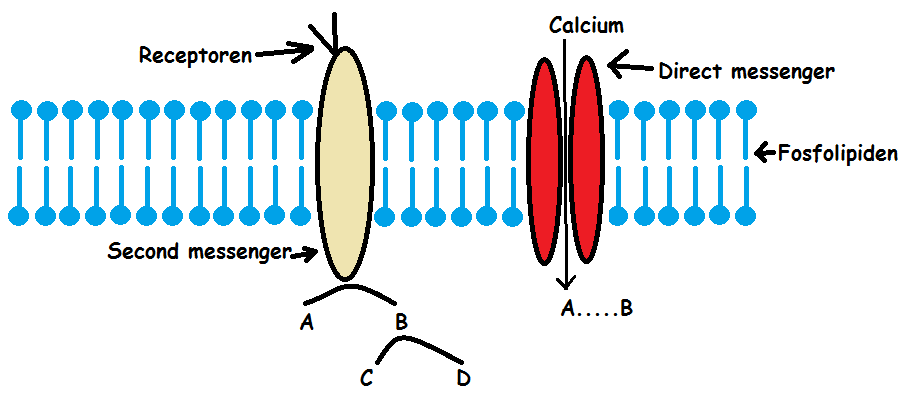 Calcium
Receptoren
Direct messenger
Fosfolipiden
Second messenger
A.....B
A B
C D